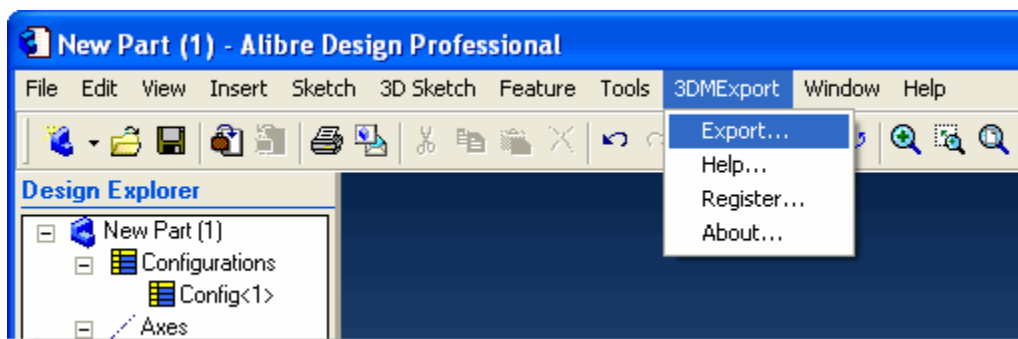 New Part (1) - Alibre Design Professional
File Edit View Insert Sketch 3D Sketch Feature Tools 3DMExport Window Help
Export...
Help...
Register...
About...
Design Explorer
New Part (1)
Configurations
Config<1>
Axes